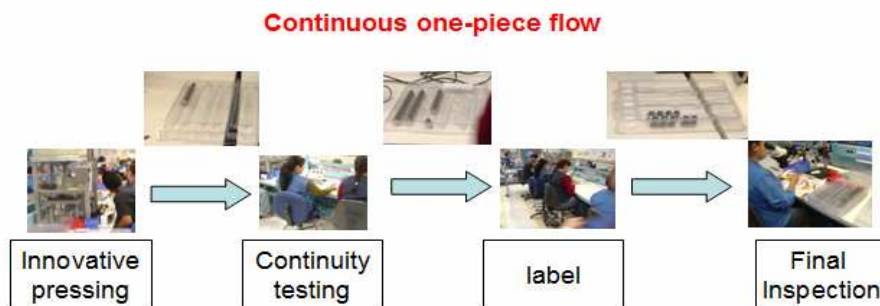 Continuous one-piece flow
Innovative
pressing
Continuity
testing
label
Final
Inspection